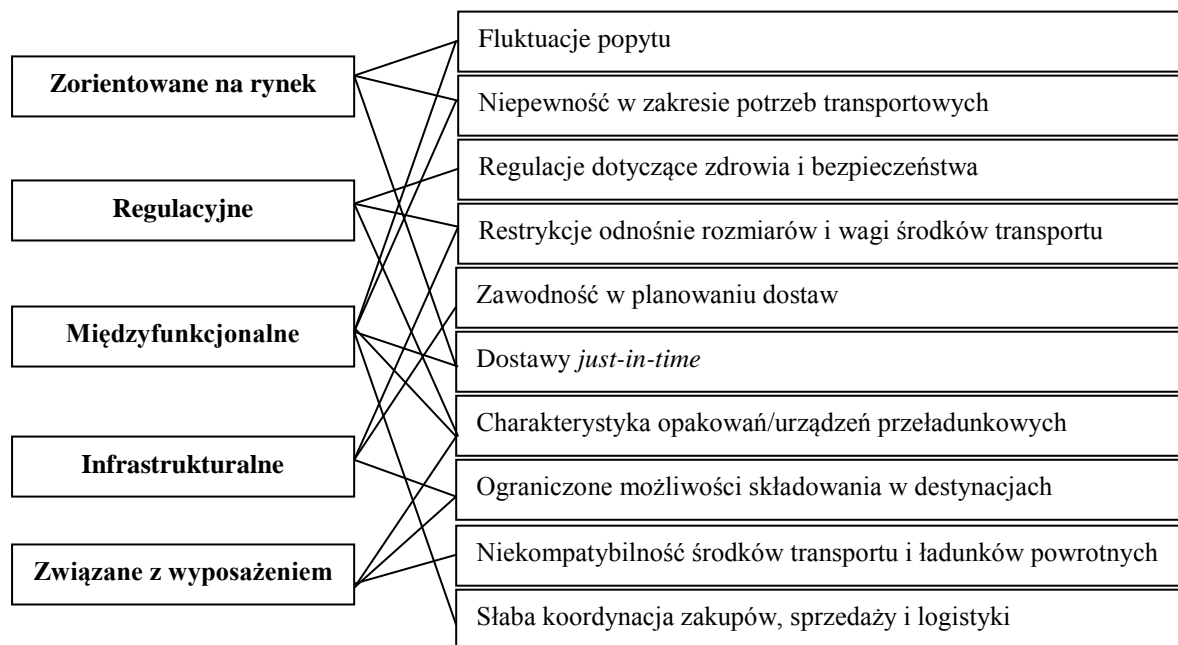 Zorientowane na rynek
Regulacyjne
Międzyfunkcjonalne
Infrastrukturalne
Związane z wyposażeniem
Fluktuacje popytu
Niepewność w zakresie potrzeb transportowych
Regulacje dotyczące zdrowia i bezpieczeństwa
Restrykcje odnośnie rozmiarów i wagi środków transportu
Zawodność w planowaniu dostaw
Dostawy just-in-time
Charakterystyka opakowań/urządzeń przeładunkowych
Ograniczone możliwości składowania w destynacjach
Niekompatybilność środków transportu i ładunków powrotnych
Słaba koordynacja zakupów, sprzedaży i logistyki